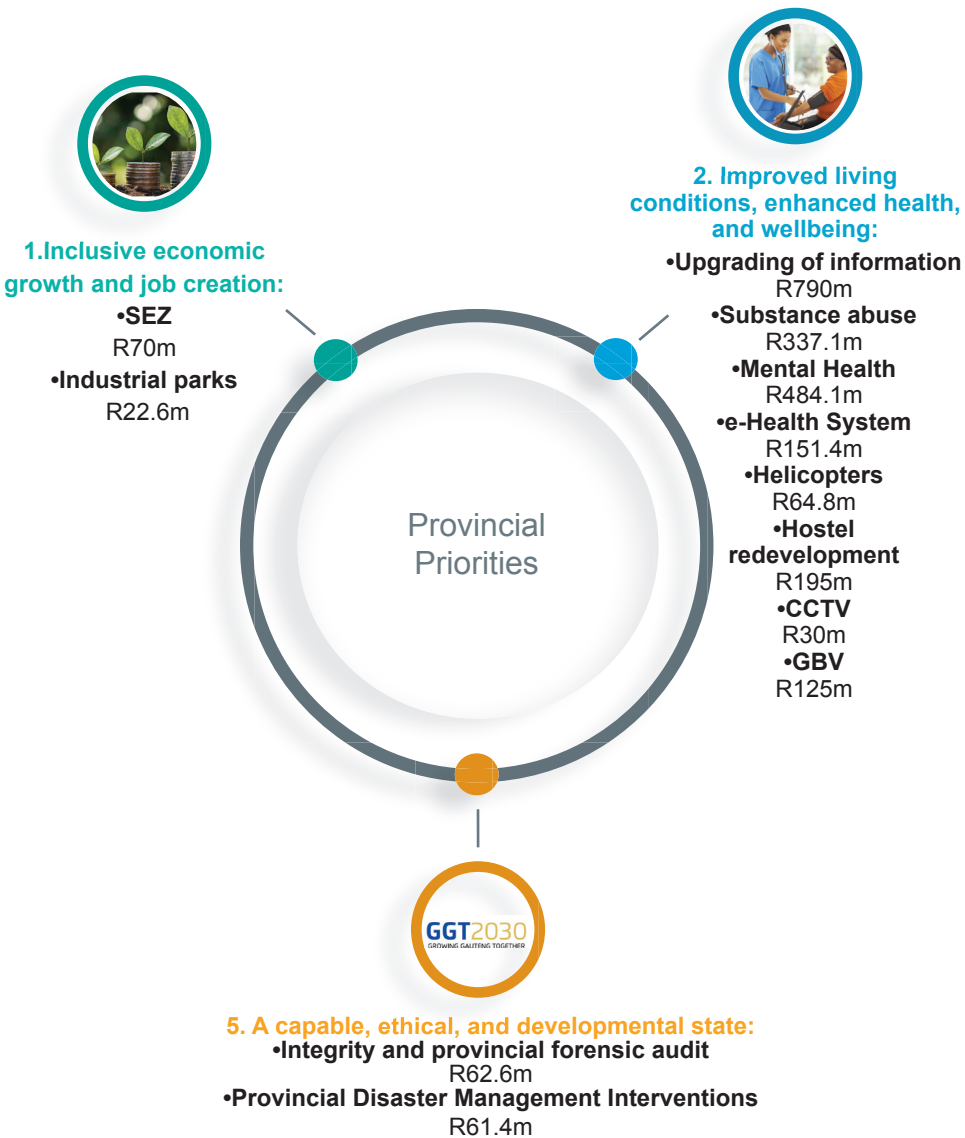 1.Inclusive economic
growth and job creation:
•SEZ
R70m
•Industrial parks
R22.6m
2. Improved living
conditions, enhanced health,
and wellbeing:
•Upgrading of information
R790m
•Substance abuse
R337.1m
•Mental Health
R484.1m
•e-Health System
R151.4m
•Helicopters
R64.8m
•Hostel
redevelopment
R195m
•CCTV
R30m
•GBV
R125m
Provincial
Priorities
GGT2030
GROWING GAUTENG TOGETHER
5. A capable, ethical, and developmental state:
•Integrity and provincial forensic audit
R62.6m
•Provincial Disaster Management Interventions
R61.4m